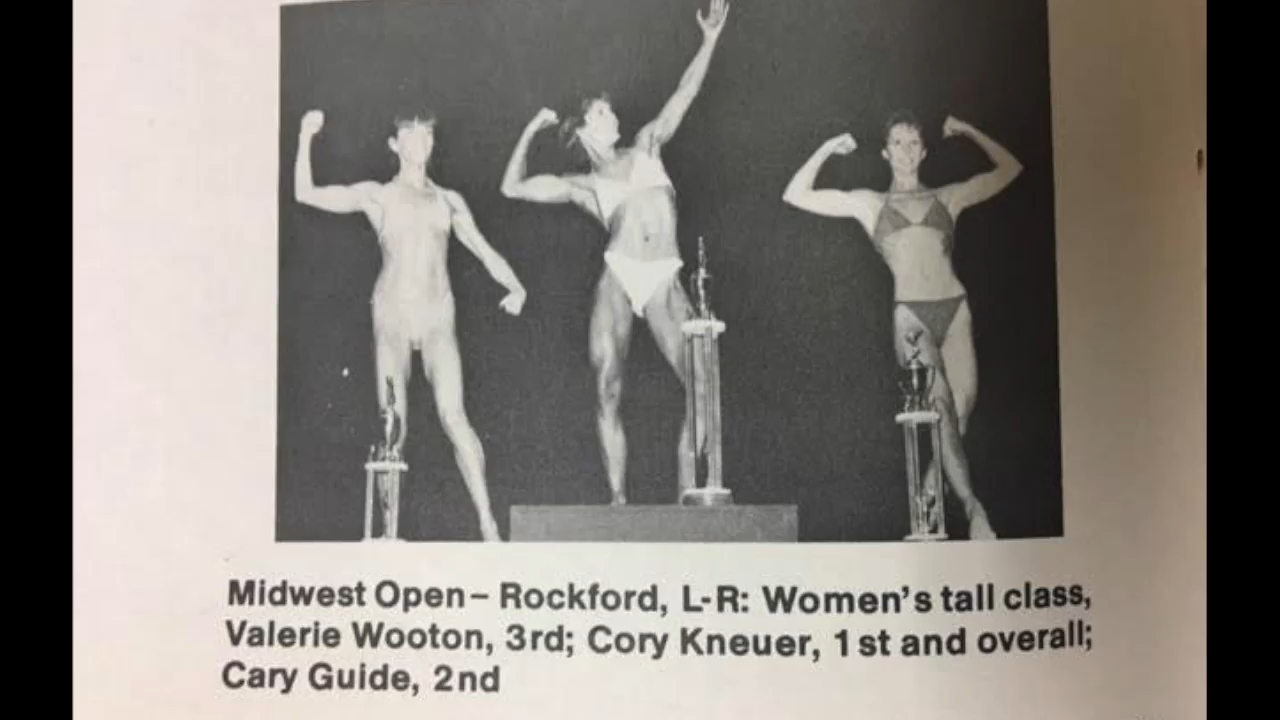 Midwest Open – Rockford, L-R: Women's tall class,
Valerie Wooton, 3rd; Cory Kneuer, 1st and overall;
Cary Guide, 2nd